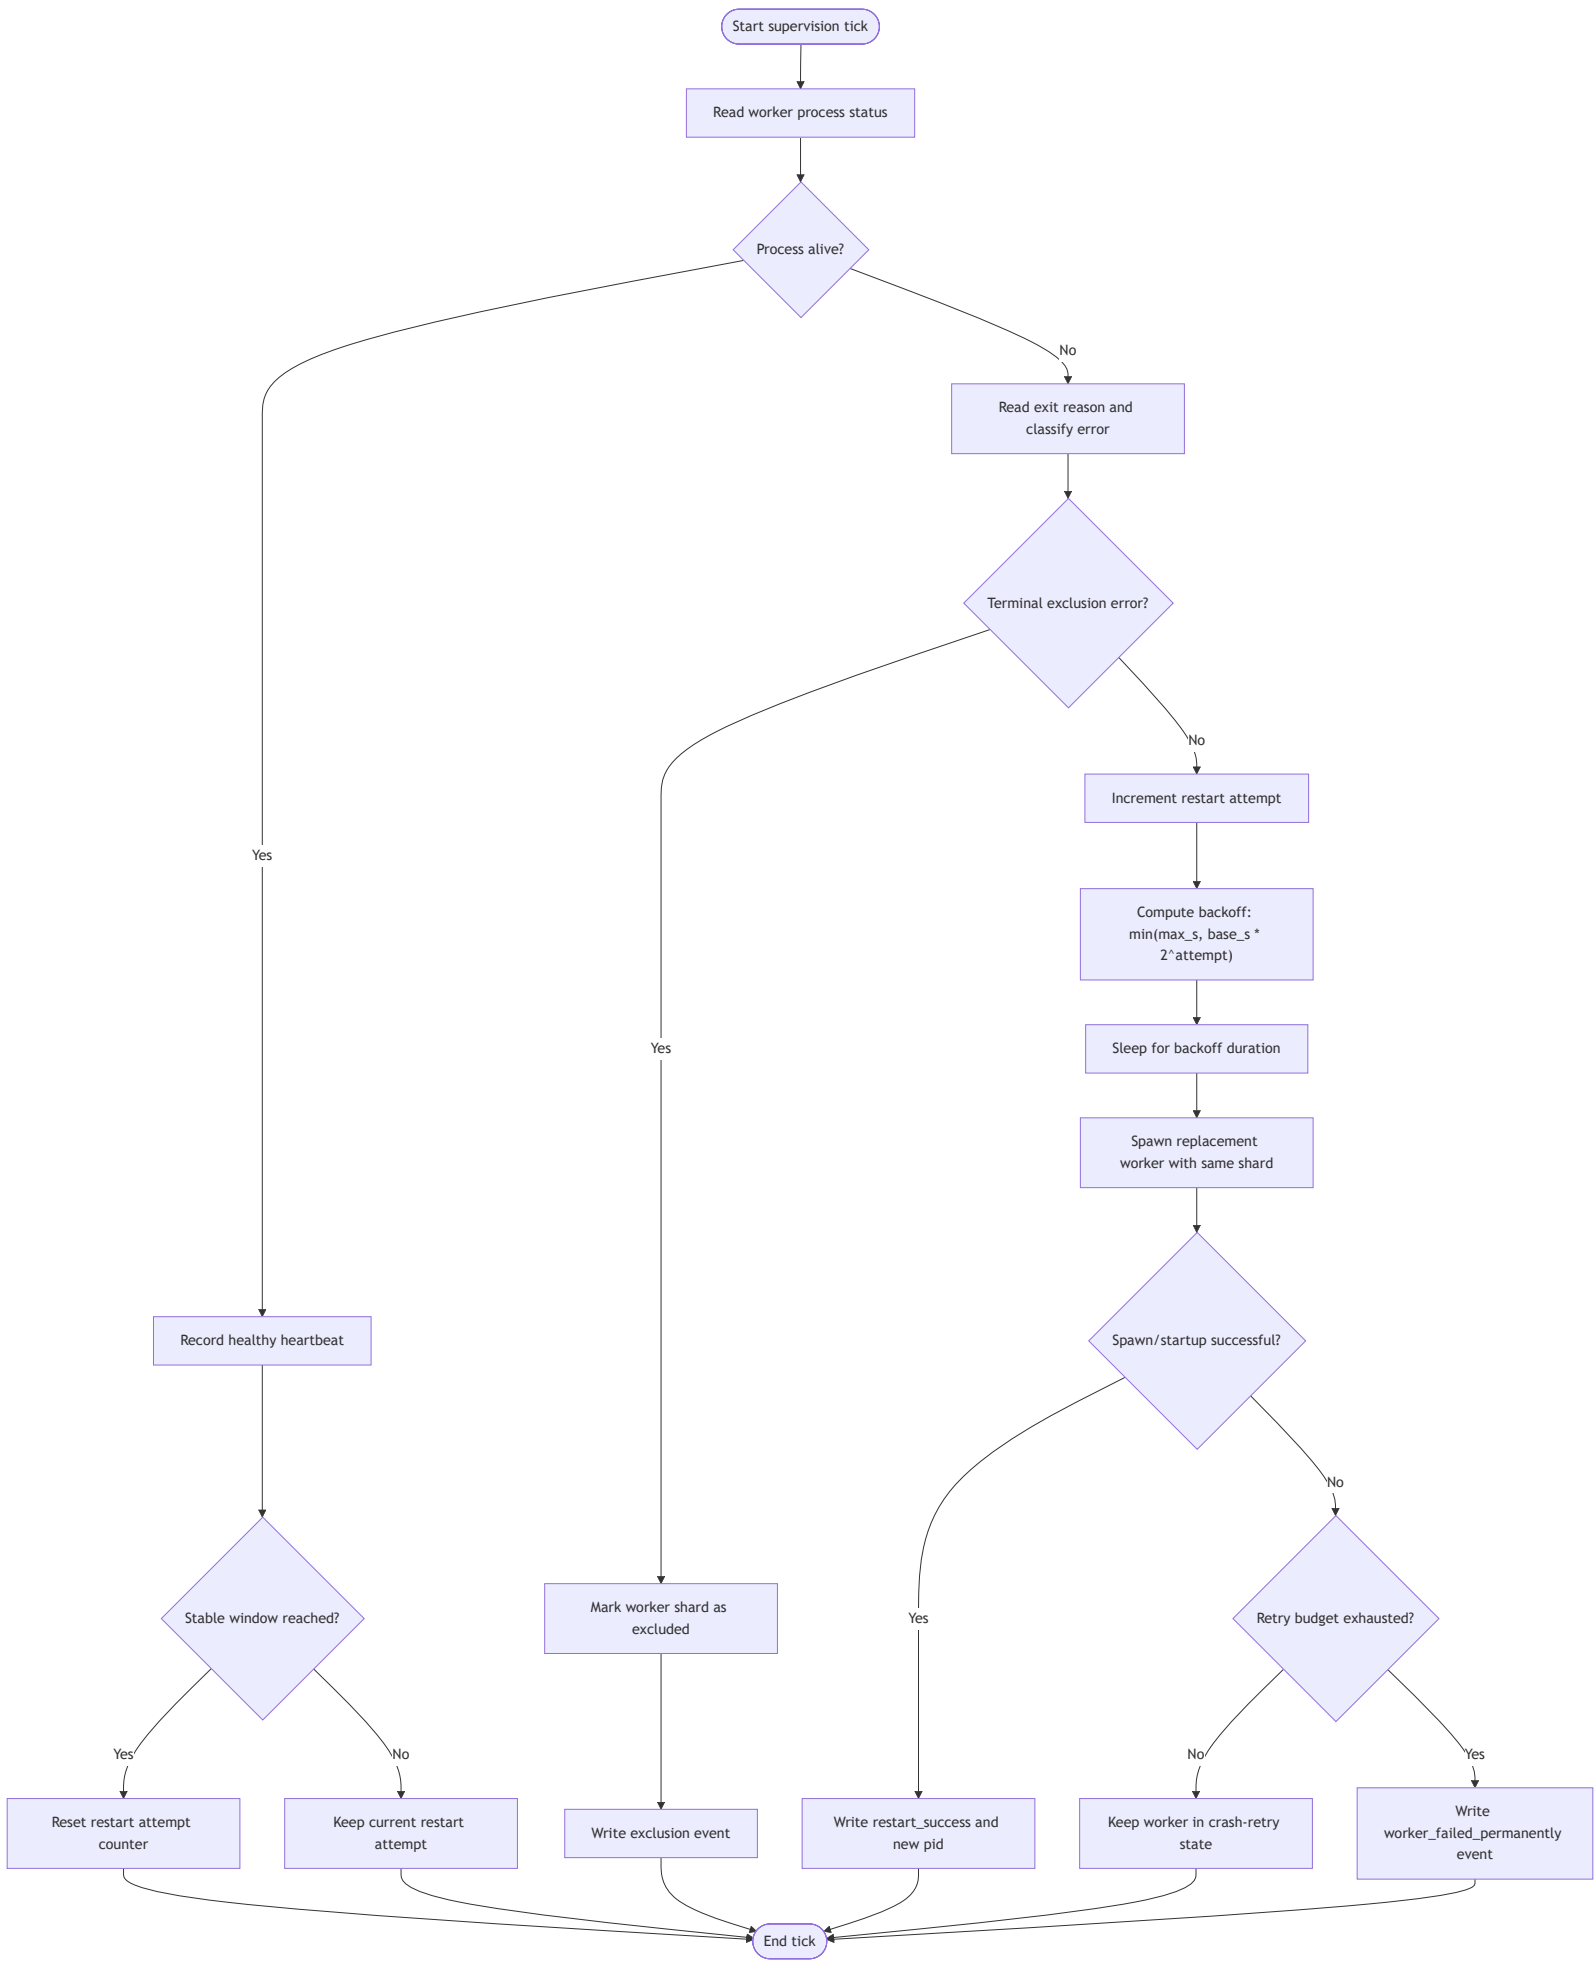 Start supervision tick
Read worker process status
Process alive?
No
Read exit reason and
classify error
Terminal exclusion error?
No
Increment restart attempt
Yes
Compute backoff:
min(max_s, base_s *
2^attempt)
Yes
Sleep for backoff duration
Spawn replacement
worker with same shard
Record healthy heartbeat
Spawn/startup successful?
No
Stable window reached?
Mark worker shard as
excluded
Yes
Retry budget exhausted?
Yes
No
No
Yes
Reset restart attempt
counter
Keep current restart
attempt
Write exclusion event
Write restart_success and
new pid
Keep worker in crash-retry
state
Write
worker_failed_permanently
event
End tick